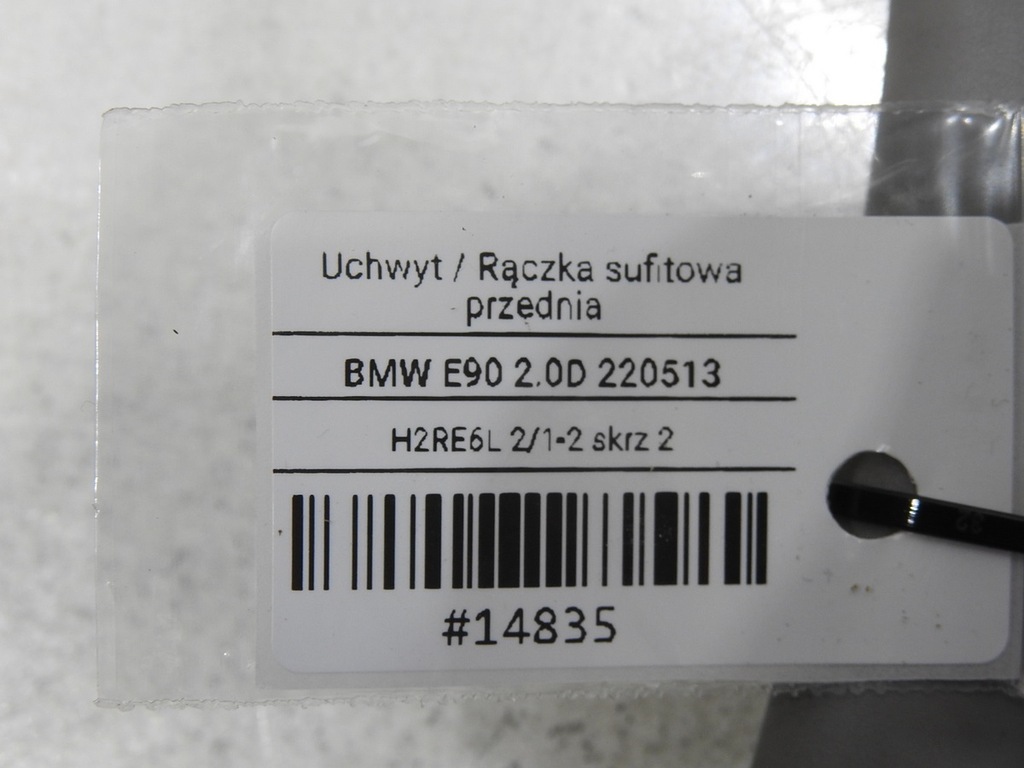 Uchwyt / Rączka sufitowa
przednia
BMW E90 2.0D 220513
H2RE6L 2/1-2 skrz 2
#14835